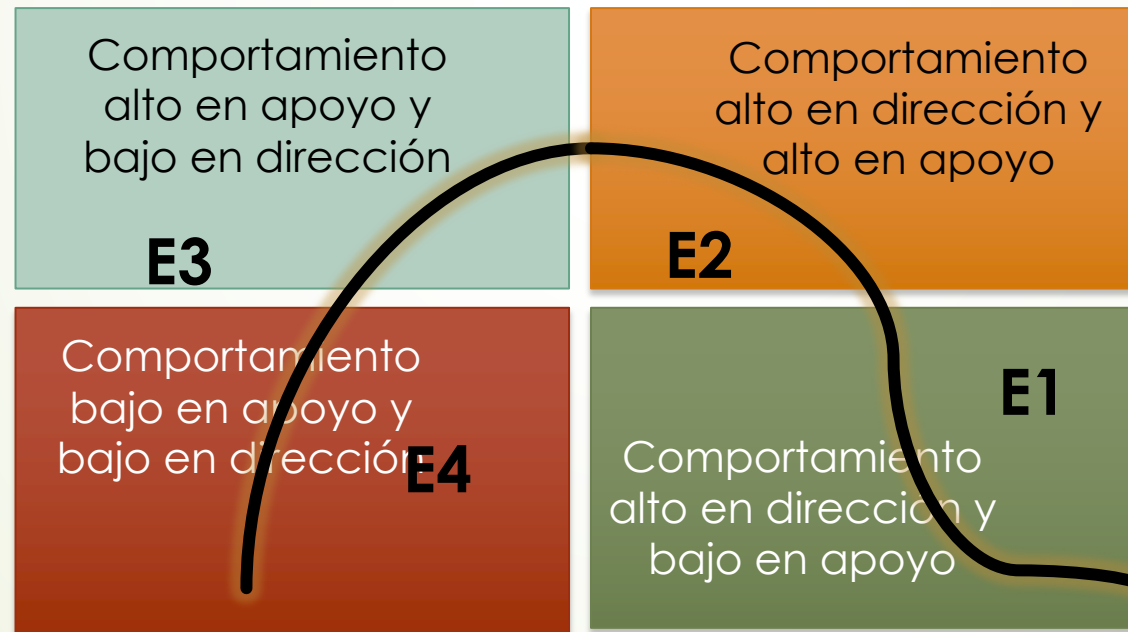 Comportamiento
alto en apoyo y
bajo en dirección
E3
Comportamiento
alto en dirección y
alto en apoyo
E2
Comportamiento
bajo en apoyo y
bajo en dirección
E4
E1
Comportamiento
alto en dirección y
bajo en apoyo